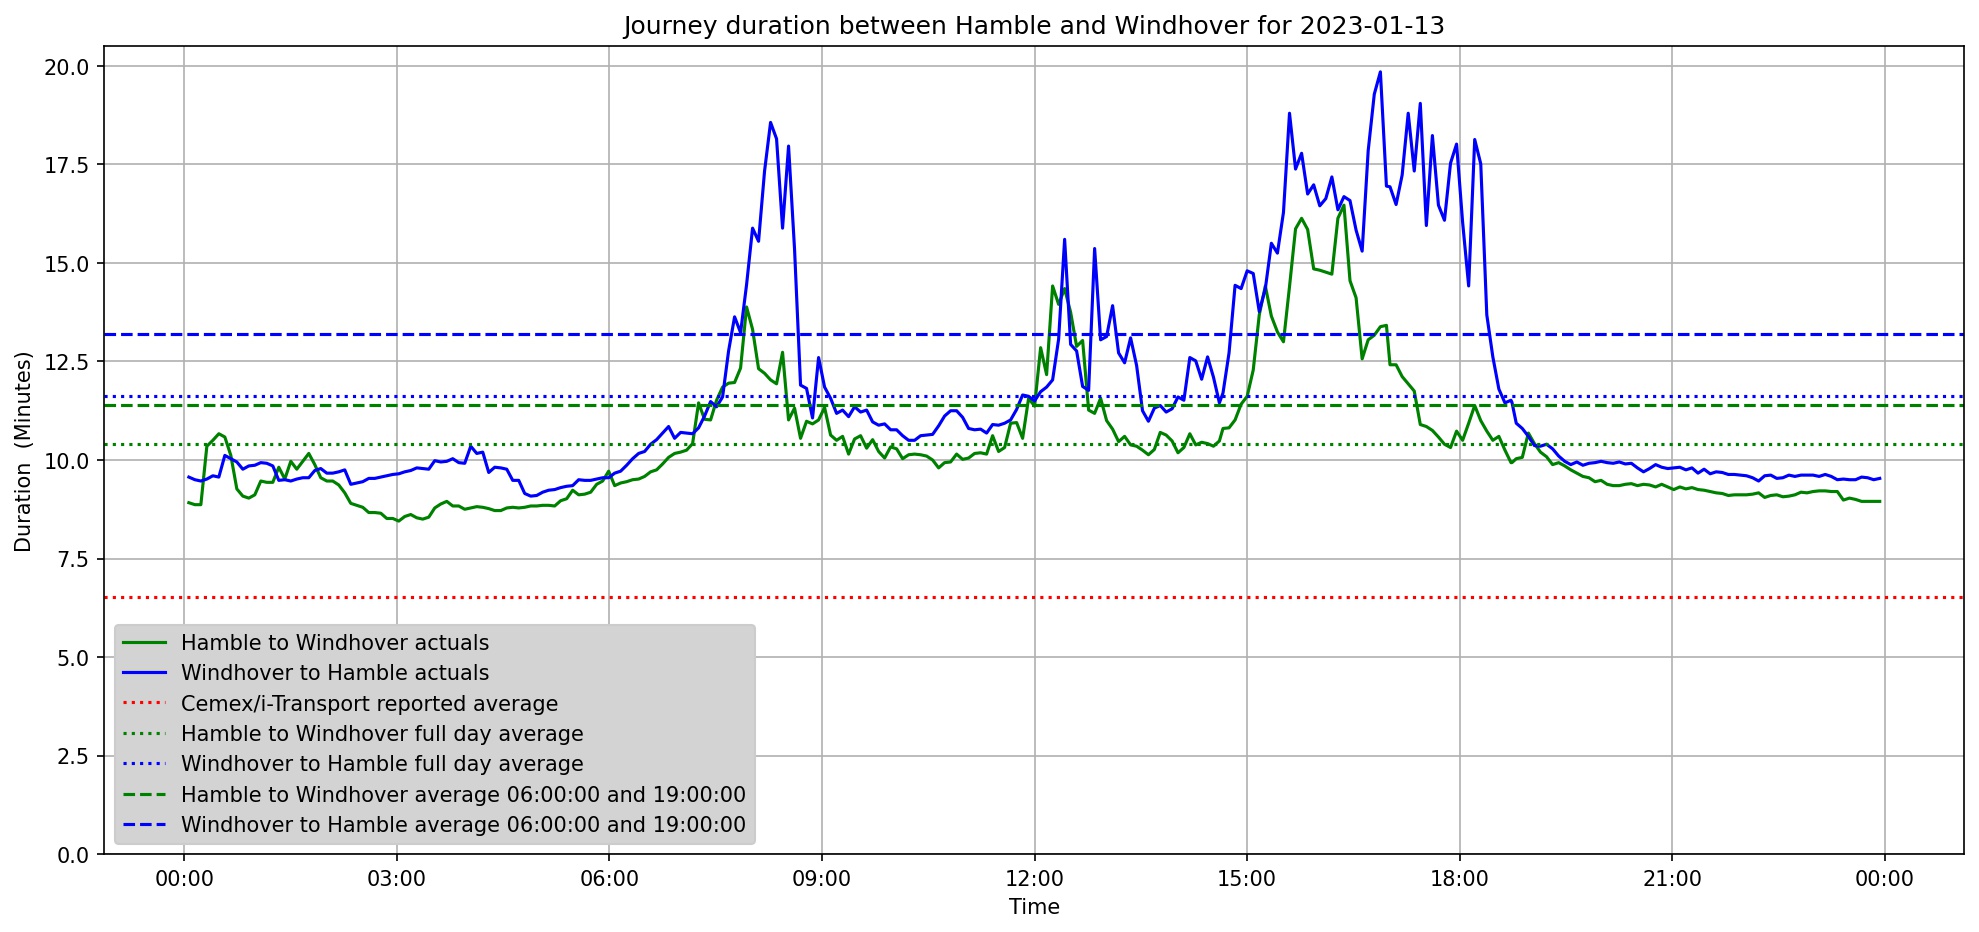 Journey duration between Hamble and Windhover for 2023-01-13
20.0
17.5
15.0
12.5
10.0
7.5
5.0
2.5
0.0
Duration  (Minutes)
Hamble to Windhover actuals
Windhover to Hamble actuals
Cemex/i-Transport reported average
Hamble to Windhover full day average
Windhover to Hamble full day average
Hamble to Windhover average 06:00:00 and 19:00:00
Windhover to Hamble average 06:00:00 and 19:00:00
00:00 03:00 06:00 09:00 12:00 15:00 18:00 21:00 00:00
Time